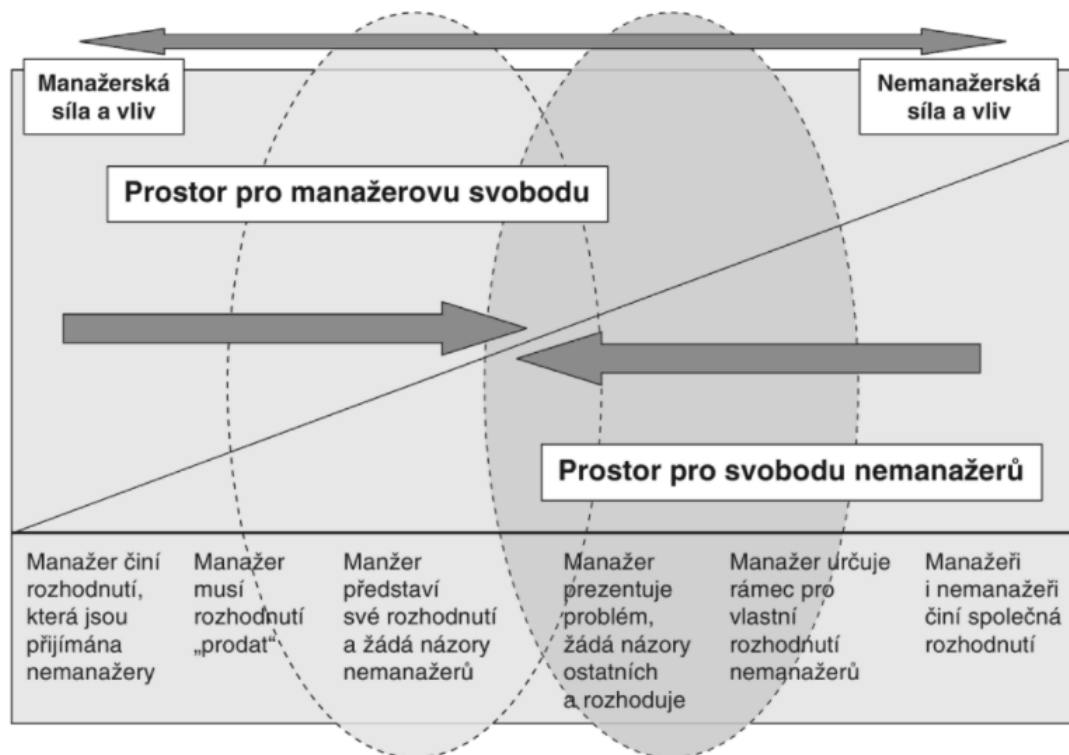 Manažerská
síla a vliv
Nemanažerská
síla a vliv
Prostor pro manažerovu svobodu
Prostor pro svobodu nemanažerů
Manažer činí
rozhodnutí,
která jsou
přijímána
nemanažery
Manažer
musí
rozhodnutí
„prodat“
Manžer
představí
své rozhodnutí
a žádá názory
nemanažerů
Manažer
prezentuje
problém,
žádá názory
ostatních
a rozhoduje
Manažer určuje
rámec pro
vlastní
rozhodnutí
nemanažerů
Manažeři
i nemanažeři
činí společná
rozhodnutí